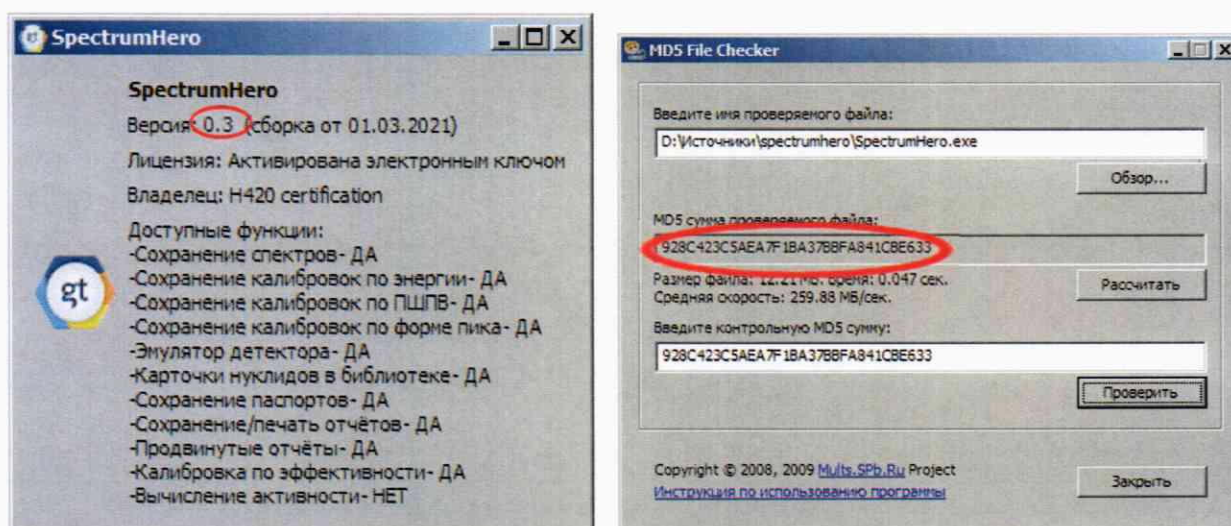 SpectrumHero
SpectrumHero
Версия: 0.3 (сборка от 01.03.2021)
Лицензия: Активирована электронным ключом
Владелец: H420 certification
Доступные функции:
-Сохранение спектров- ДА
-Сохранение калибровок по энергии- ДА
-Сохранение калибровок по ПШПВ- ДА
-Сохранение калибровок по форме пика- ДА
-Эмулятор детектора- ДА
-Карточки нуклидов в библиотеке- ДА
-Сохранение паспортов- ДА
-Сохранение/печать отчётов- ДА
-Продвинутые отчёты- ДА
-Калибровка по эффективности- ДА
-Вычисление активности- НЕТ
gt
MD5 File Checker
Введите имя проверяемого файла:
D:\Источники\spectrumhero\SpectrumHero.exe
Обзор...
MD5 сумма проверяемого файла:
928C423C5AEA7F1BA37BBFA841CBE633
Размер файла: 12.21 МБ. Время: 0.047 сек.
Средняя скорость: 259.88 МБ/сек.
Рассчитать
Введите контрольную MD5 сумму:
928C423C5AEA7F1BA37BBFA841CBE633
Проверить
Copyright © 2008, 2009 Mults.SPb.Ru Project
Инструкция по использованию программы
Закрыть